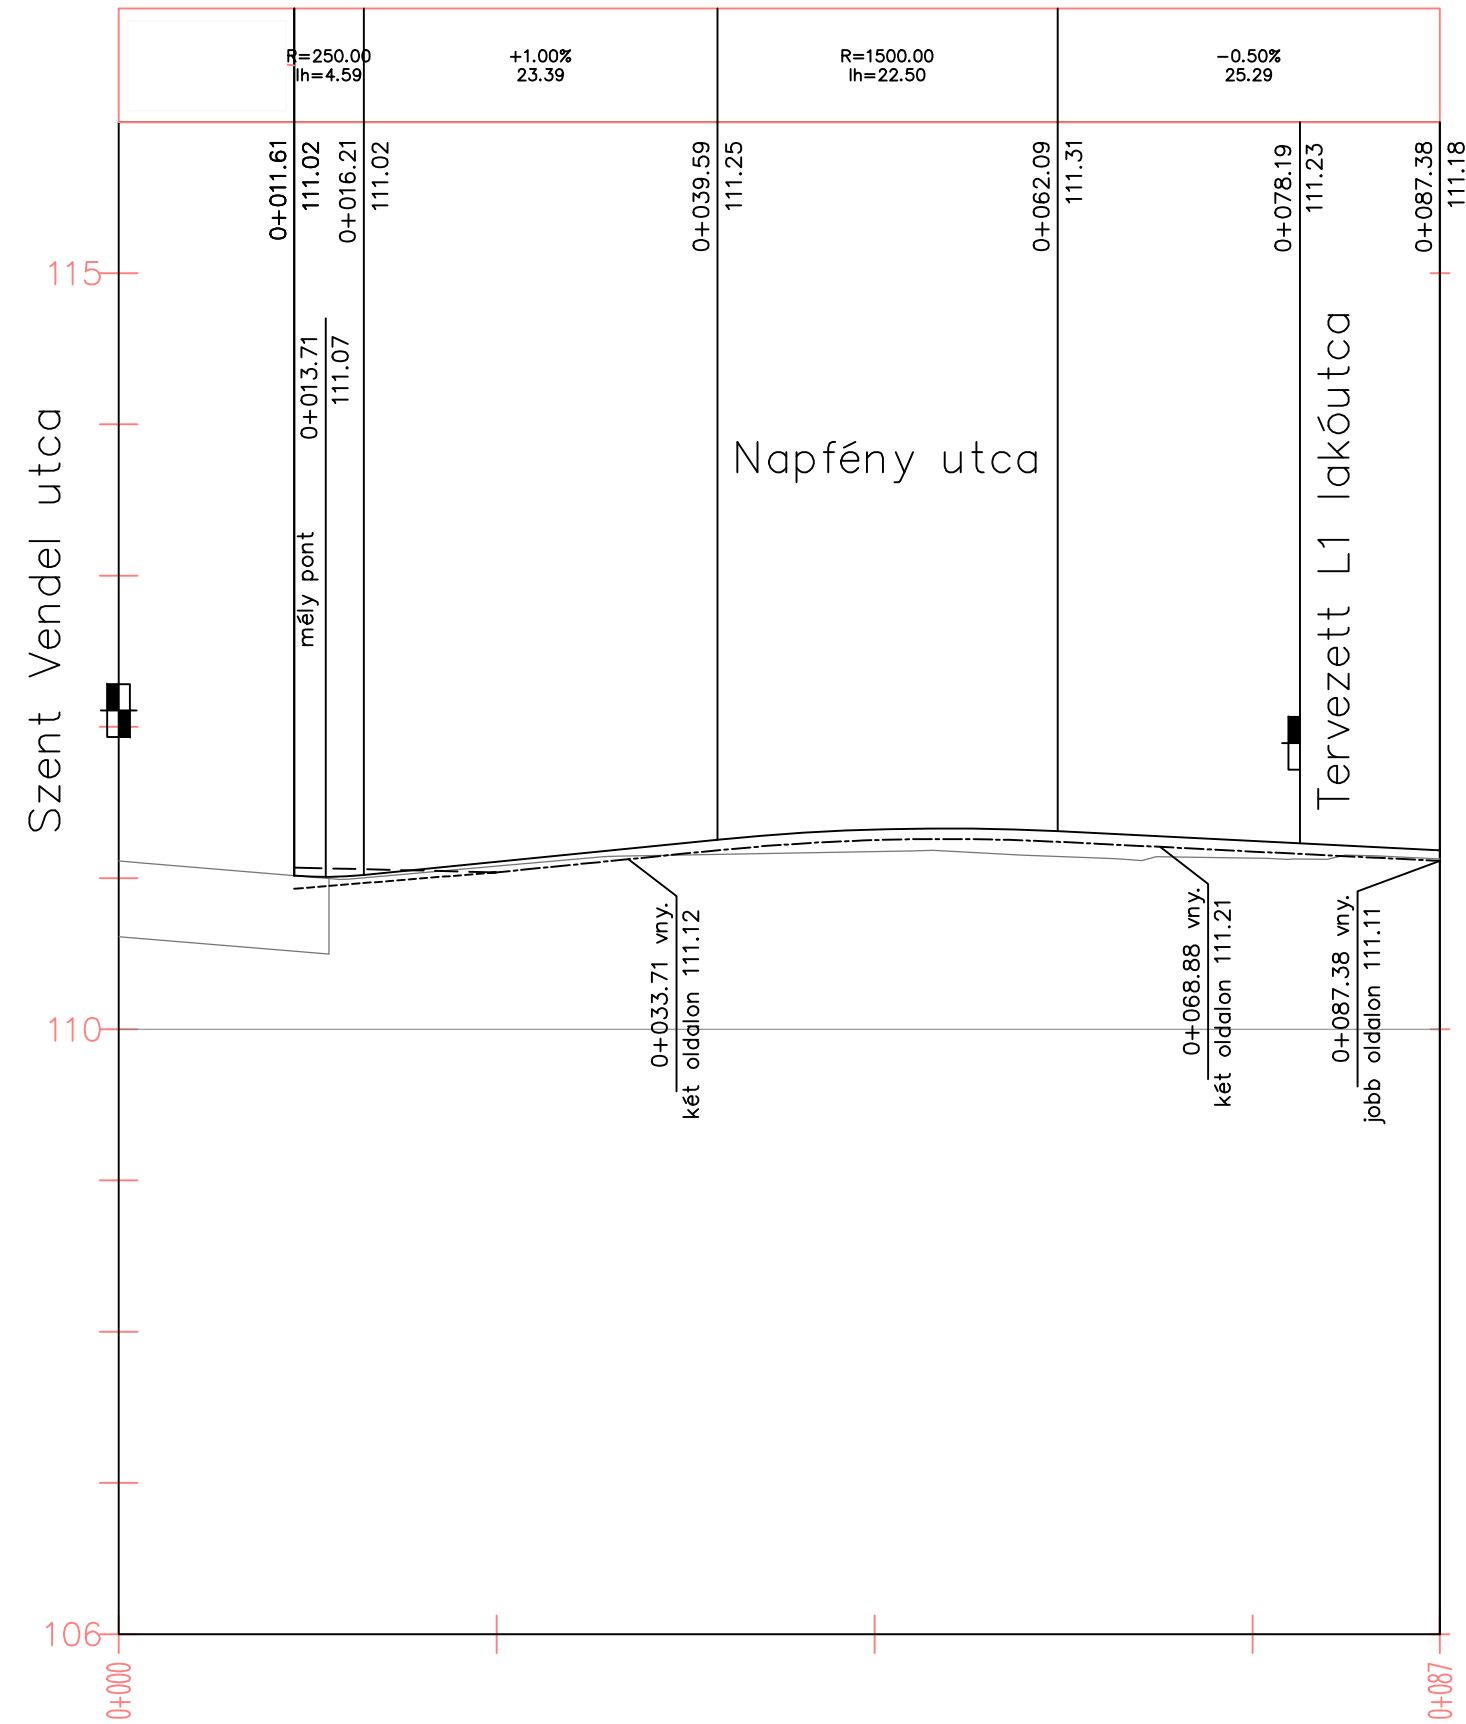 R=250.00
lh=4.59
+1.00%
23.39
R=1500.00
lh=22.50
-0.50%
25.29
0+011.61
111.02
0+016.21
111.02
0+039.59
111.25
0+062.09
111.31
0+078.19
111.23
0+087.38
111.18
115
0+013.71
111.07
mély pont
Szent Vendel utca
Napfény utca
Tervezett L1 lakóutca
0+033.71 vny.
két oldalon 111.12
0+068.88 vny.
két oldalon 111.21
0+087.38 vny.
jobb oldalon 111.11
110
106
0+000
0+087